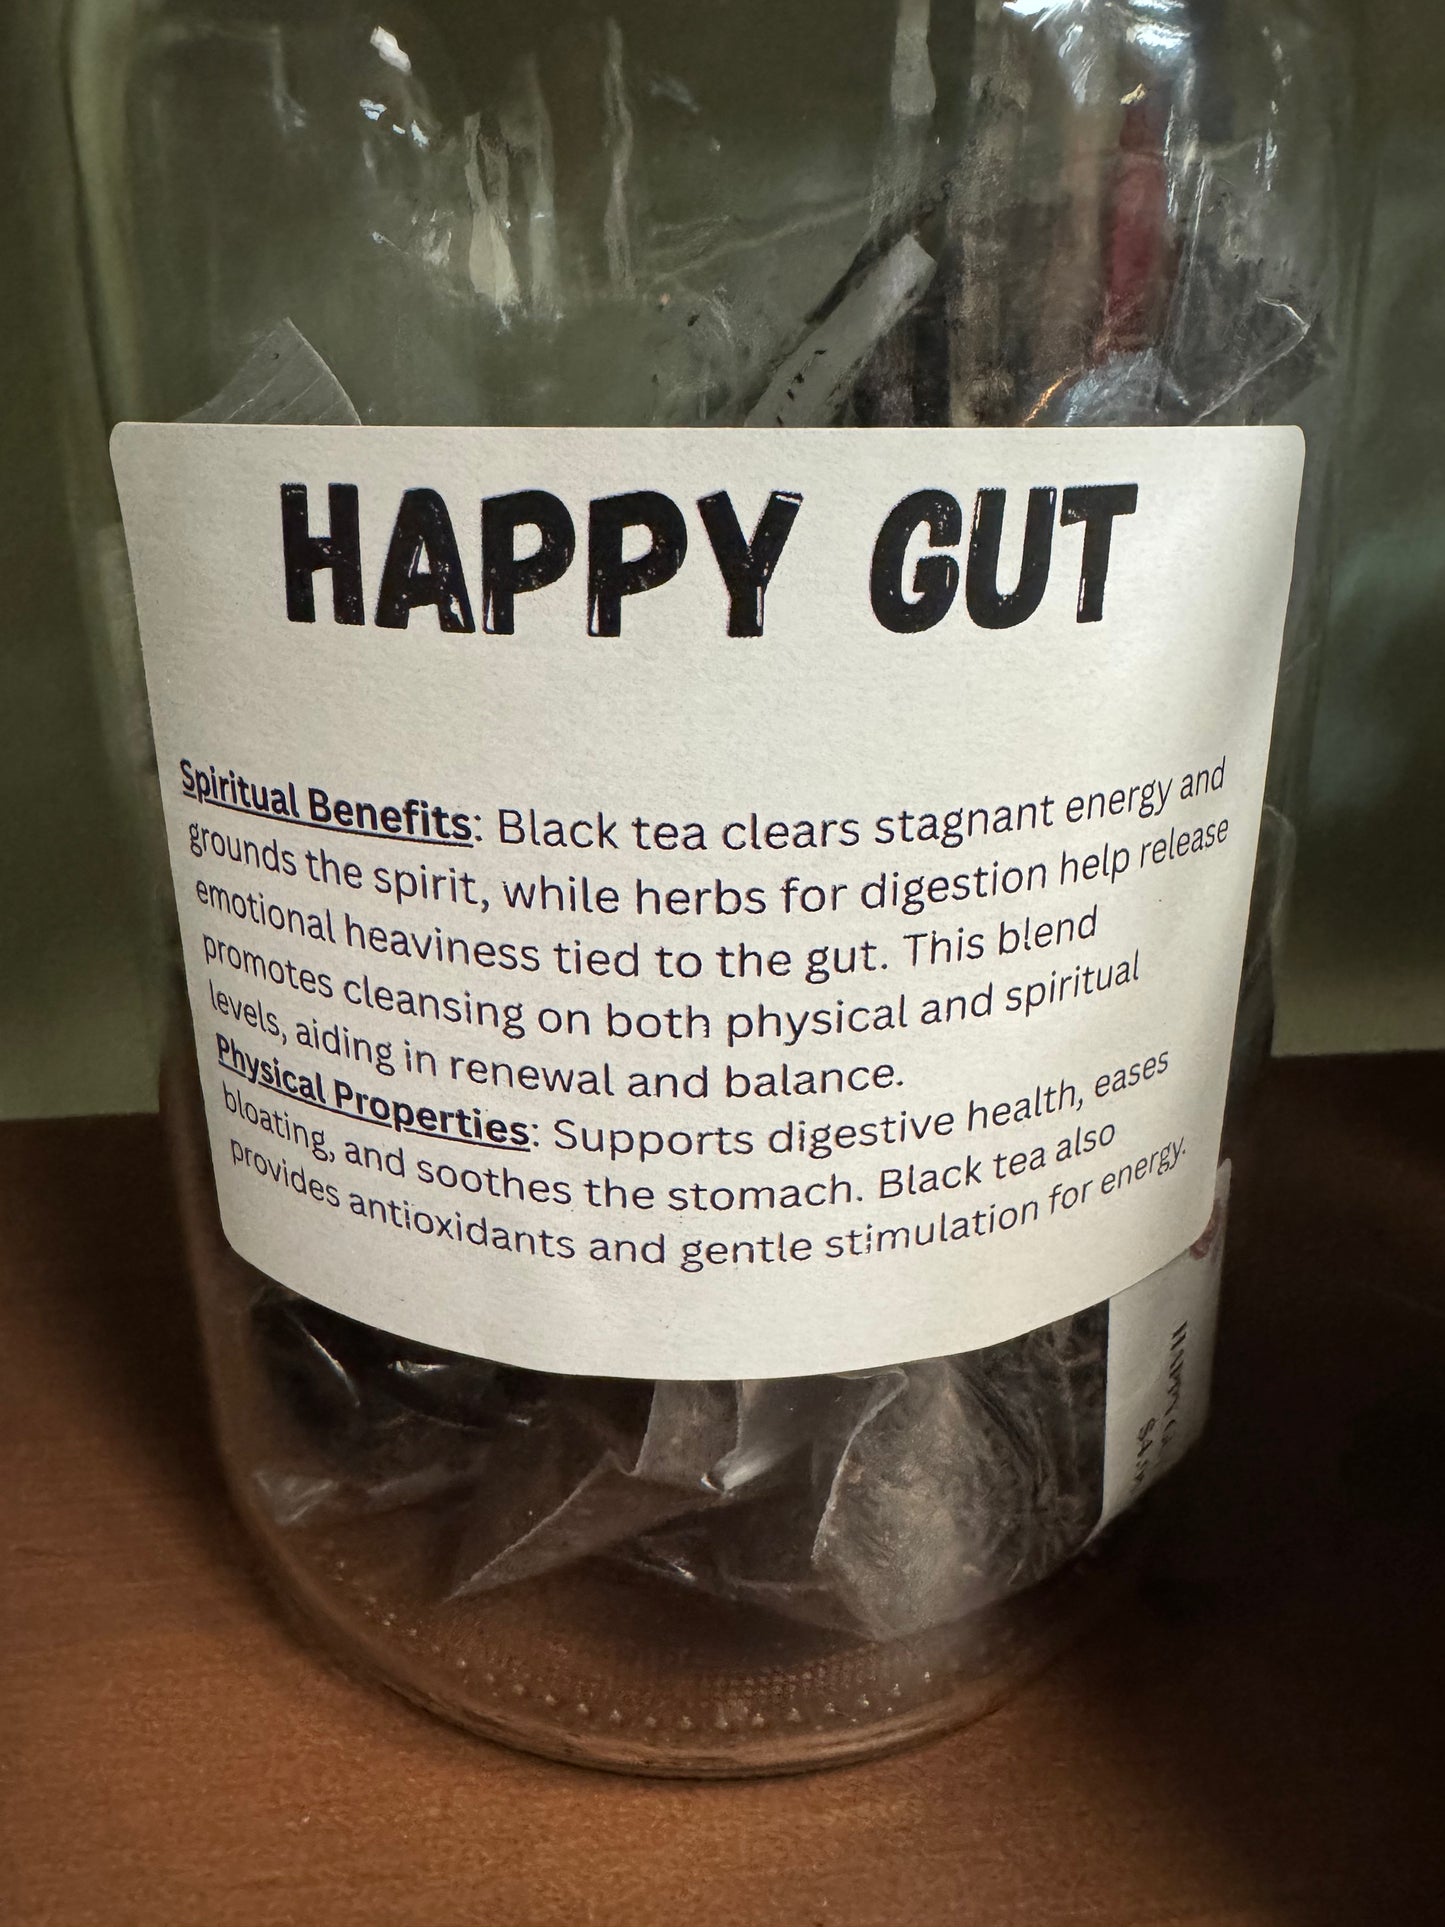 HAPPY GUT
Spiritual Benefits: Black tea clears stagnant energy and
grounds the spirit, while herbs for digestion help release
emotional heaviness tied to the gut. This blend
promotes cleansing on both physical and spiritual
levels, aiding in renewal and balance.
Physical Properties: Supports digestive health, eases
bloating, and soothes the stomach. Black tea also
provides antioxidants and gentle stimulation for energy.
HAPPY